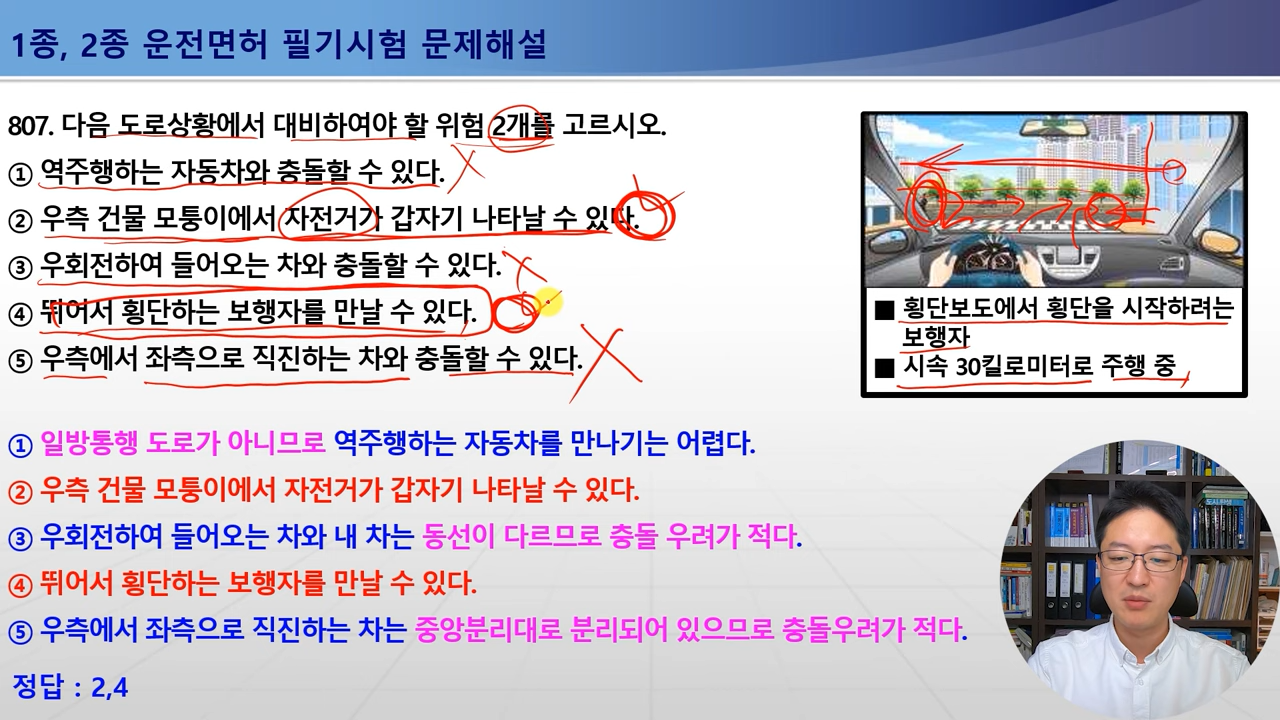 1종, 2종 운전면허 필기시험 문제해설
807. 다음 도로상황에서 대비하여야 할 위험 2개를 고르시오.
① 역주행하는 자동차와 충돌할 수 있다.
② 우측 건물 모퉁이에서 자전거가 갑자기 나타날 수 있다.
③ 우회전하여 들어오는 차와 충돌할 수 있다.
④ 뛰어서 횡단하는 보행자를 만날 수 있다.
⑤ 우측에서 좌측으로 직진하는 차와 충돌할 수 있다.
■ 횡단보도에서 횡단을 시작하려는
보행자
■ 시속 30킬로미터로 주행 중
① 일방통행 도로가 아니므로 역주행하는 자동차를 만나기는 어렵다.
② 우측 건물 모퉁이에서 자전거가 갑자기 나타날 수 있다.
③ 우회전하여 들어오는 차와 내 차는 동선이 다르므로 충돌 우려가 적다.
④ 뛰어서 횡단하는 보행자를 만날 수 있다.
⑤ 우측에서 좌측으로 직진하는 차는 중앙분리대로 분리되어 있으므로 충돌우려가 적다.
정답 : 2,4